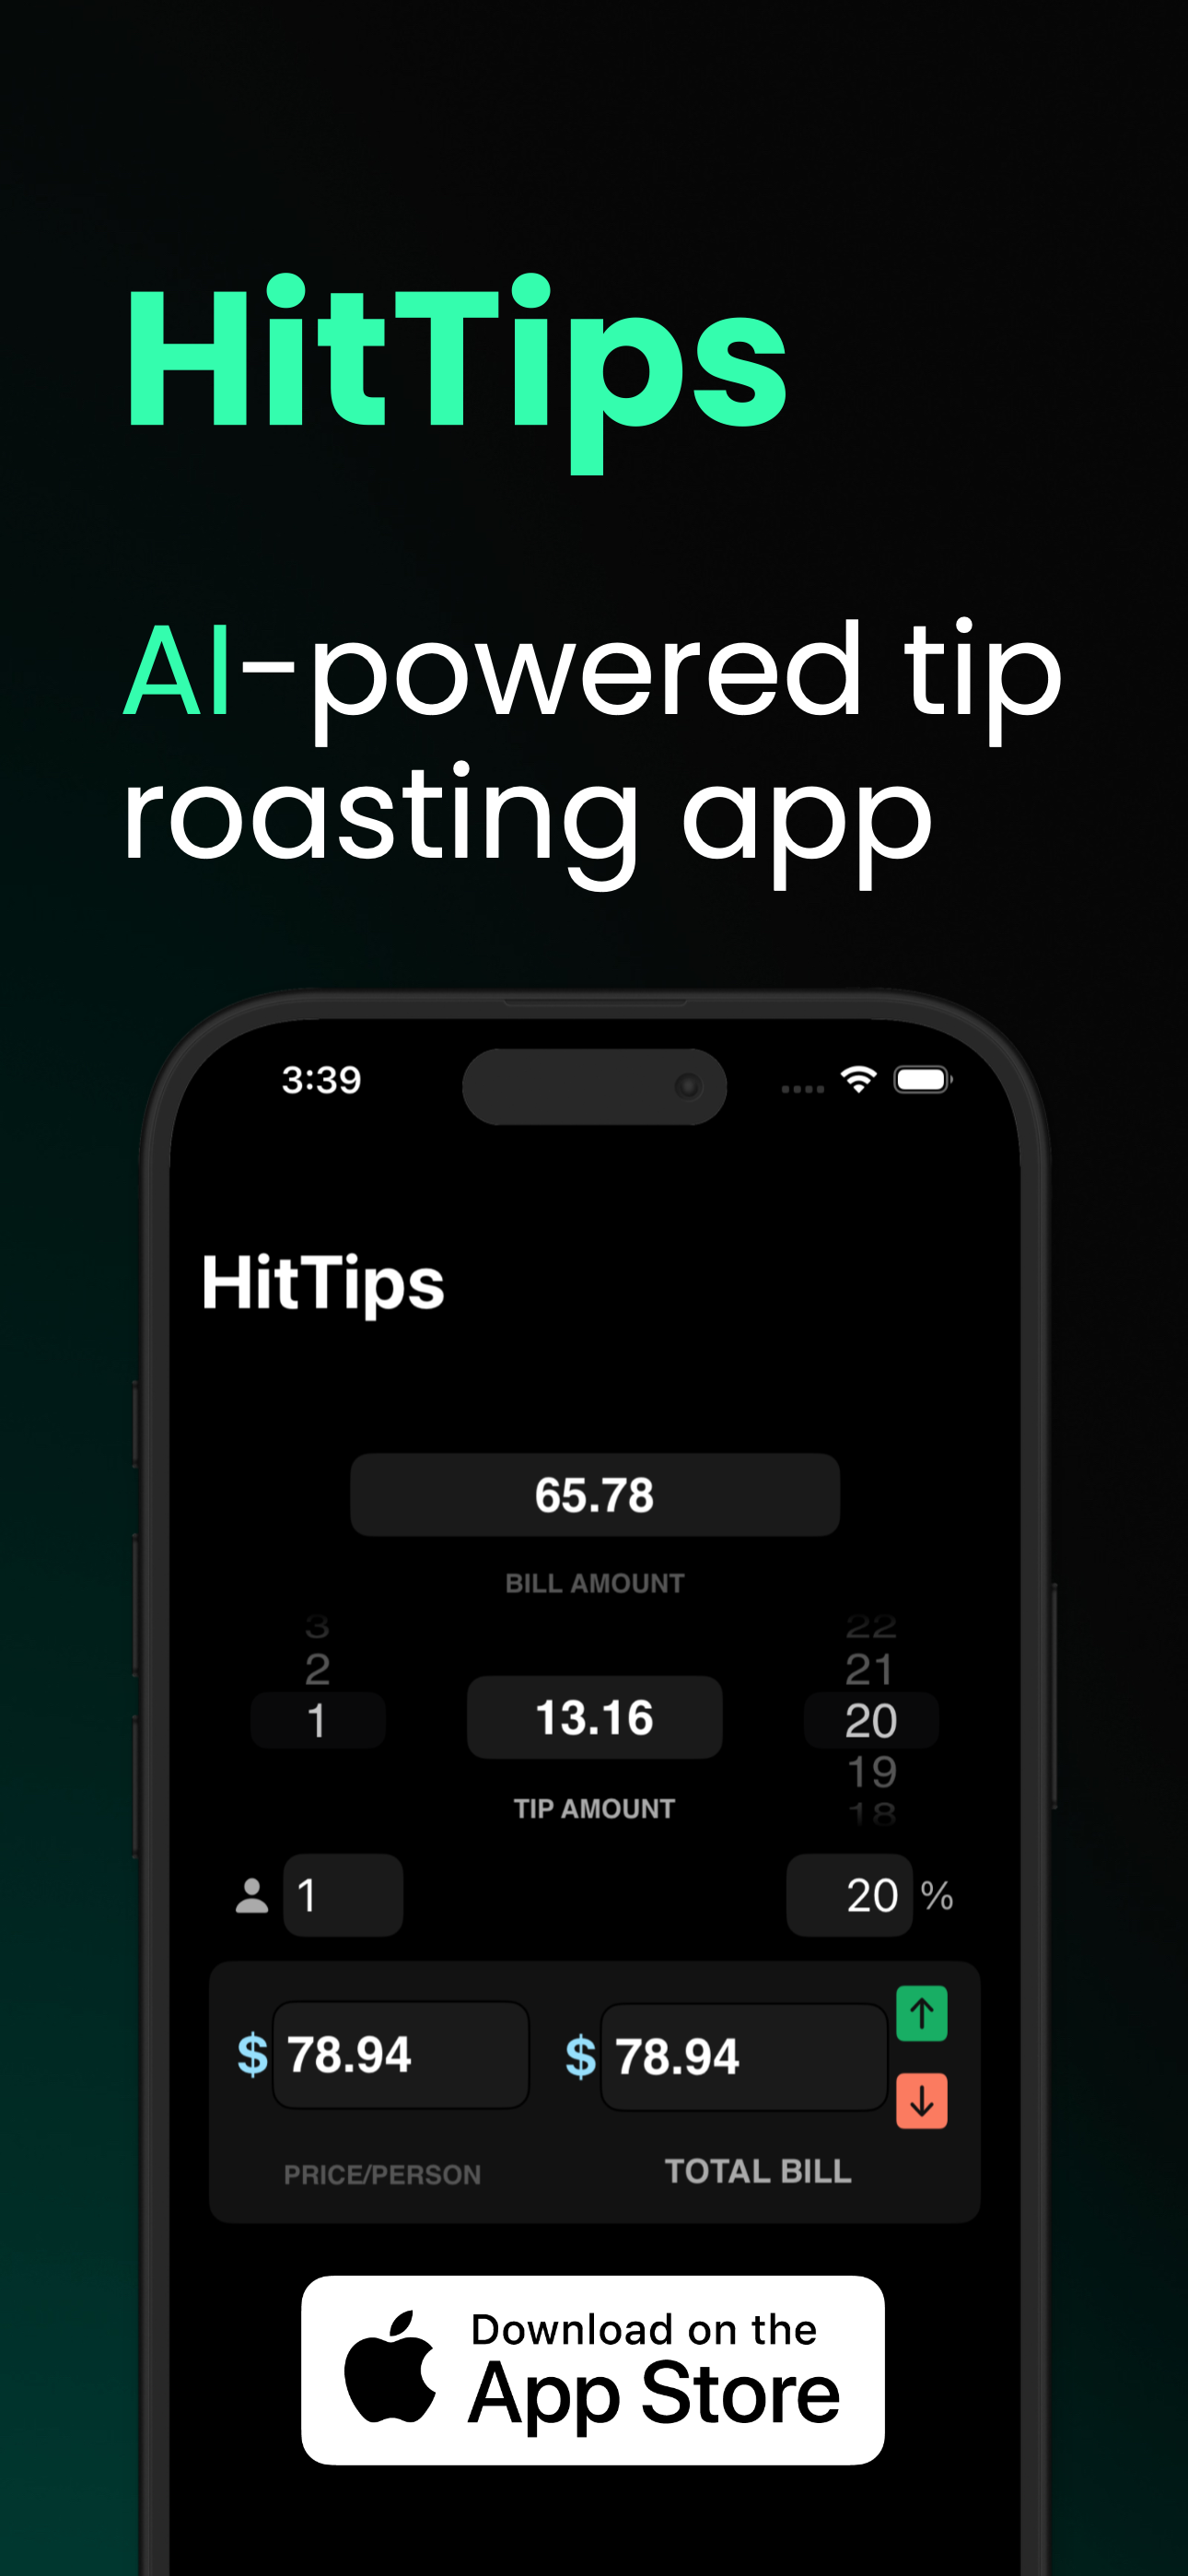 HitTips
AI-powered tip
roasting app
3:39
HitTips
65.78
BILL AMOUNT
3
2
1
13.16
TIP AMOUNT
22
21
20
19
18
1
20 %
$ 78.94
$ 78.94
PRICE/PERSON
TOTAL BILL
Download on the
App Store